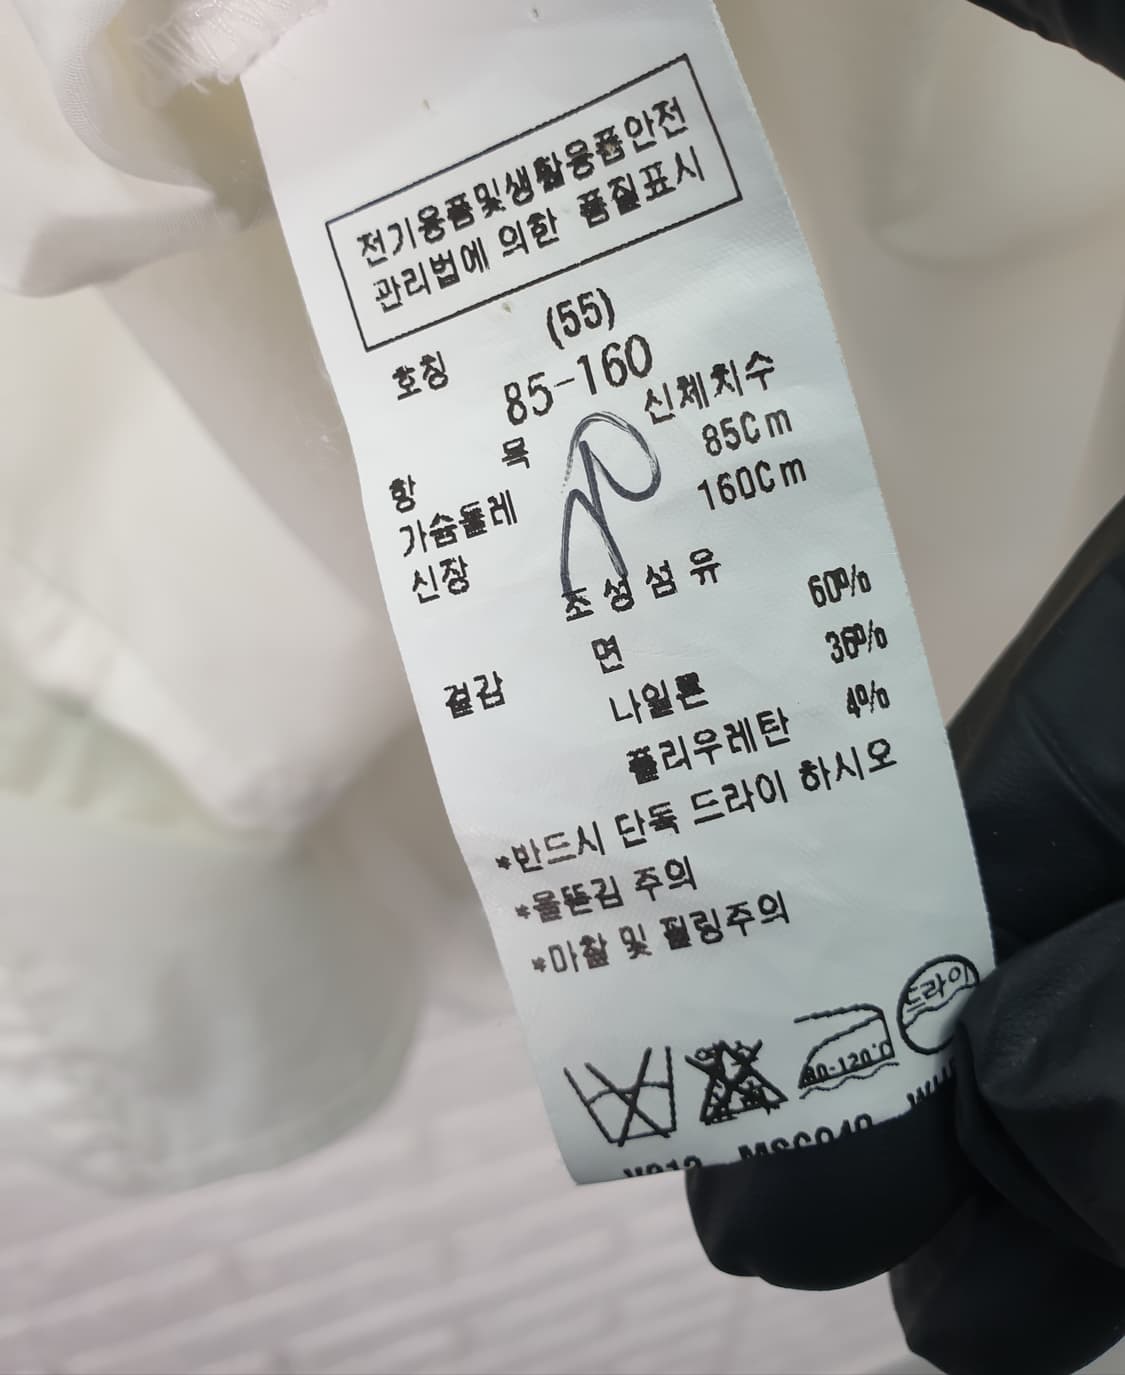 전기용품및생활용품안전
관리법에 의한 품질표시
호칭 (55)
85-160
항 목 신체치수
가슴둘레 85Cm
신장 160Cm
조성섬유
겉감 면 60%
나일론 36%
폴리우레탄 4%
*반드시 단독 드라이 하시오
*올뜯김 주의
*마찰 및 필링주의
드라이
80-120°C